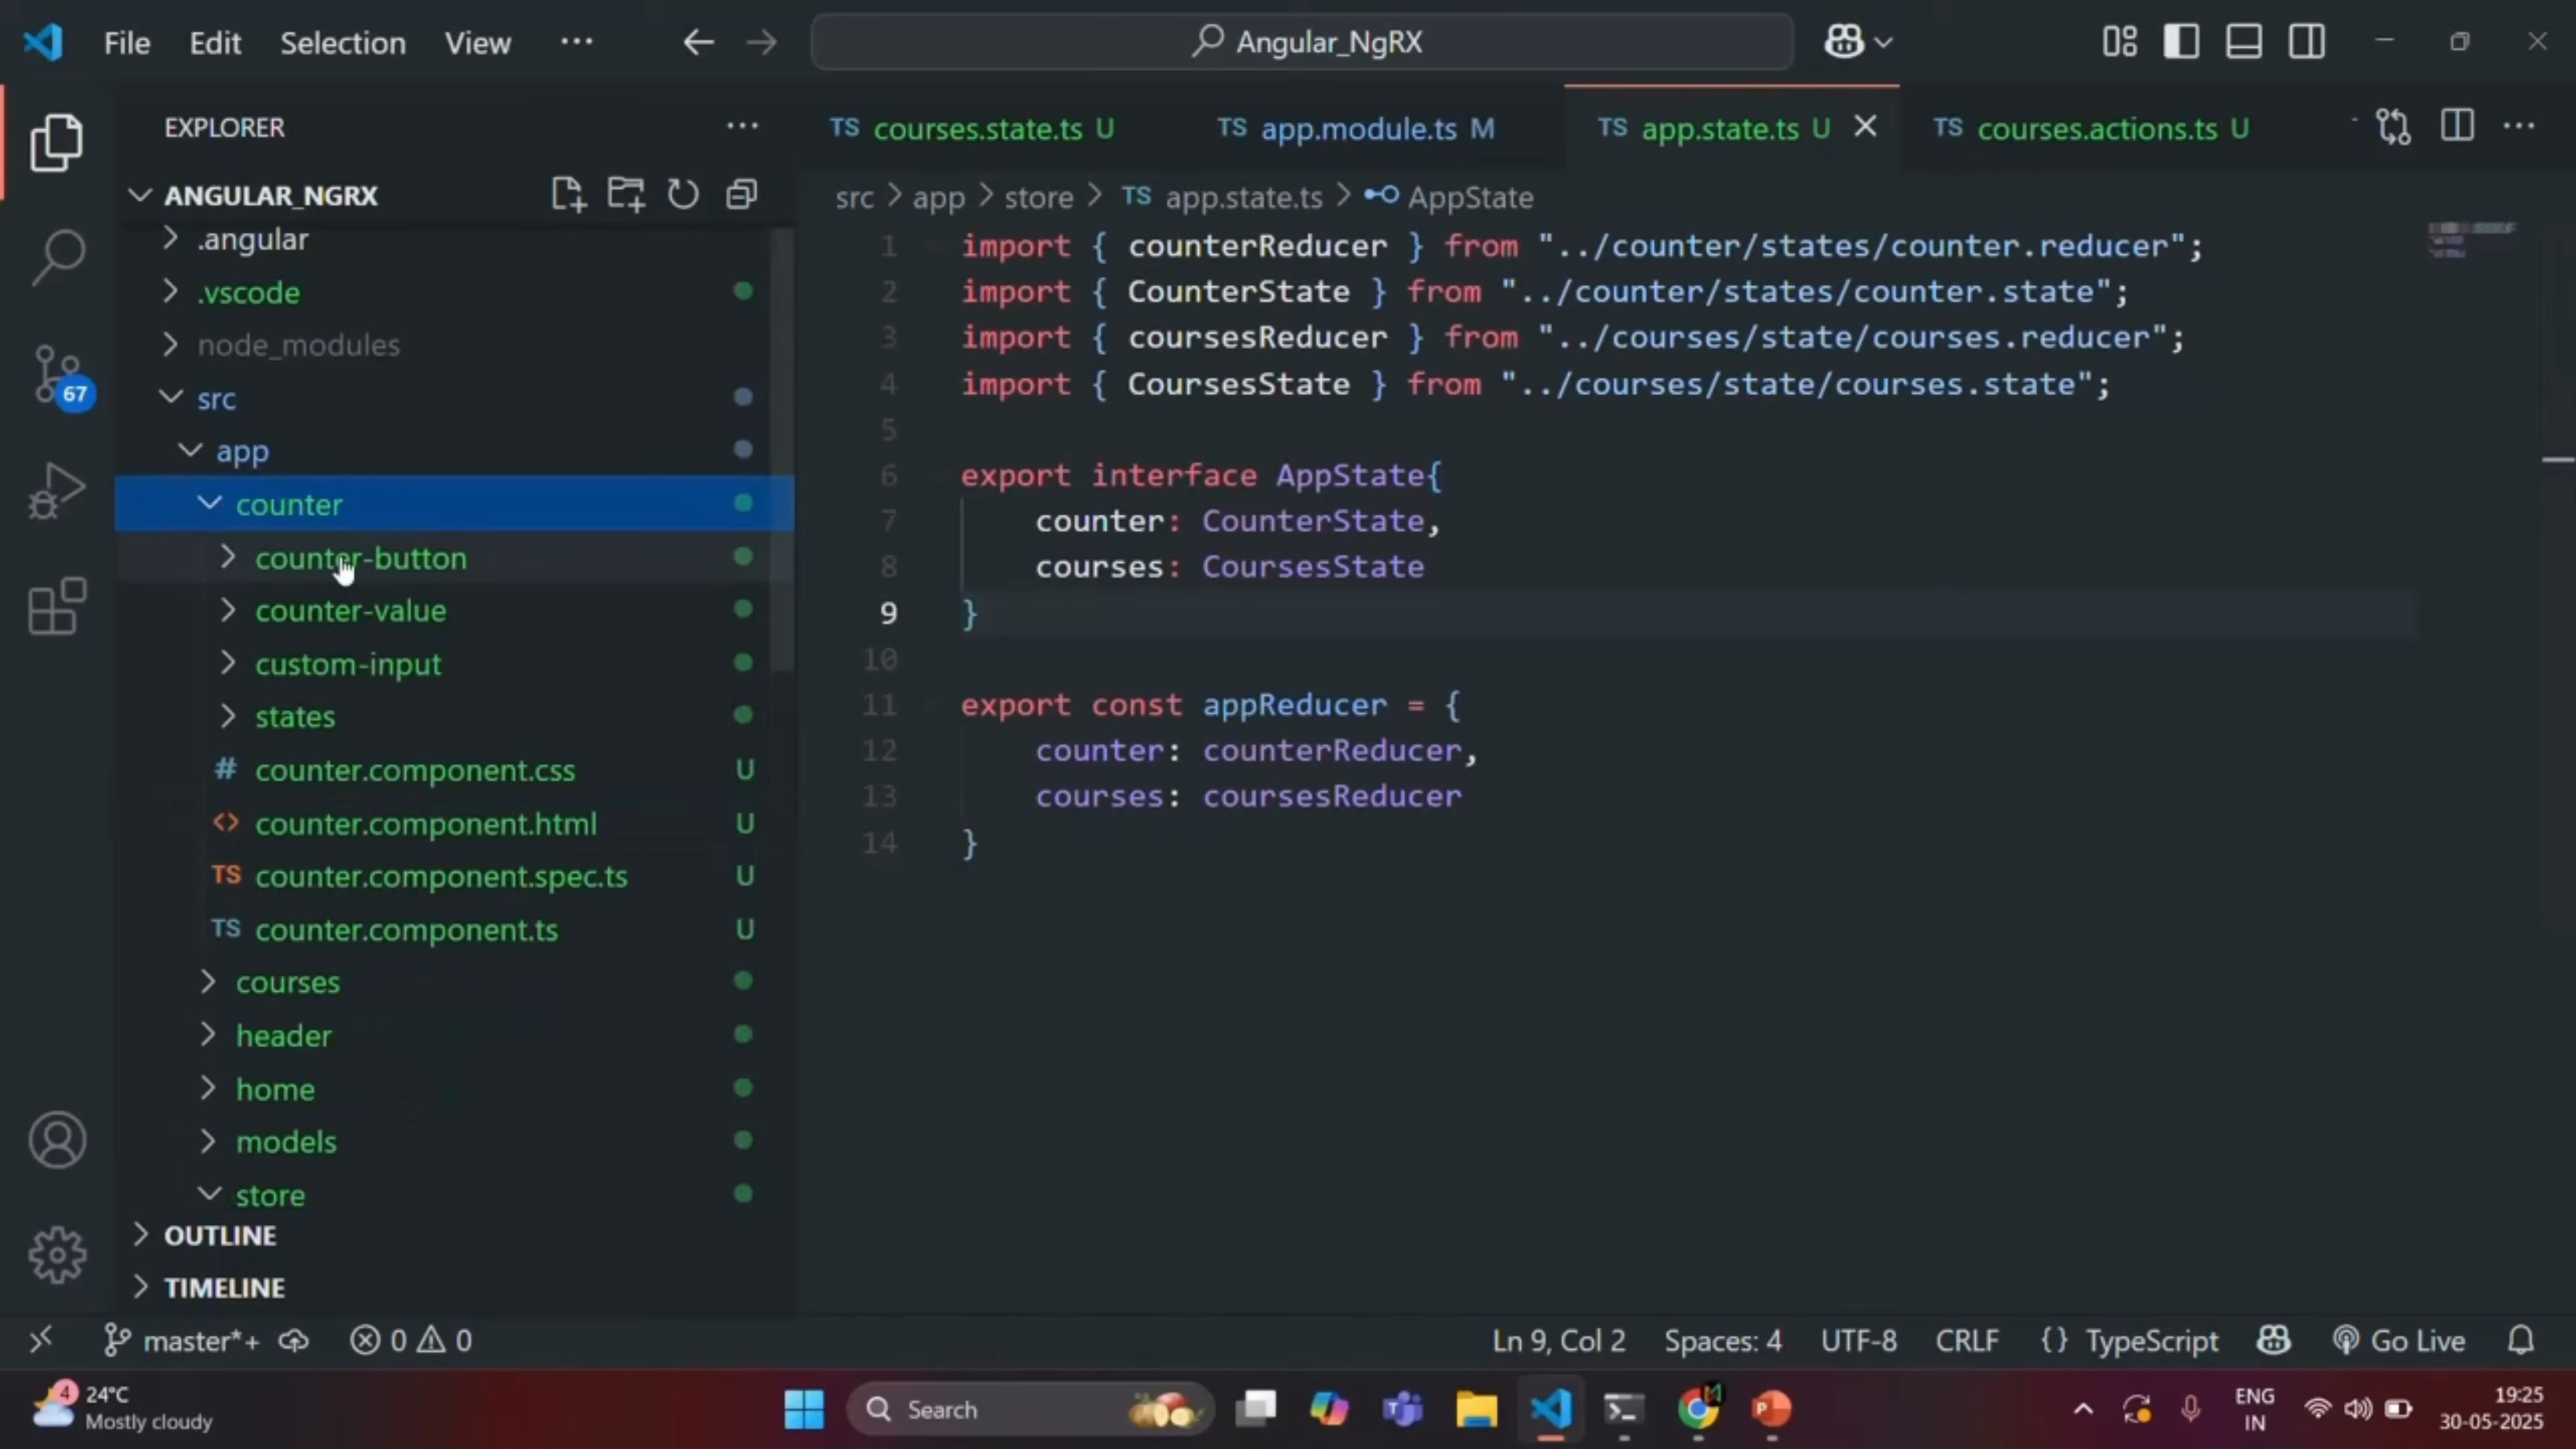 File Edit Selection View ··· Angular_NgRX
EXPLORER
ANGULAR_NGRX
.angular
.vscode
node_modules
67
src
app
counter
counter-button
counter-value
custom-input
states
# counter.component.css U
<> counter.component.html U
TS counter.component.spec.ts U
TS counter.component.ts U
courses
header
home
models
store
OUTLINE
TIMELINE
TS courses.state.ts U TS app.module.ts M TS app.state.ts U TS courses.actions.ts U
src > app > store > TS app.state.ts > AppState
1 import { counterReducer } from "../counter/states/counter.reducer";
2 import { CounterState } from "../counter/states/counter.state";
3 import { coursesReducer } from "../courses/state/courses.reducer";
4 import { CoursesState } from "../courses/state/courses.state";
5
6 export interface AppState{
7 counter: CounterState,
8 courses: CoursesState
9 }
10
11 export const appReducer = {
12 counter: counterReducer,
13 courses: coursesReducer
14 }
master*+ 0 0 Ln 9, Col 2 Spaces: 4 UTF-8 CRLF {} TypeScript Go Live
4 24°C
Mostly cloudy
Search
ENG
IN
19:25
30-05-2025